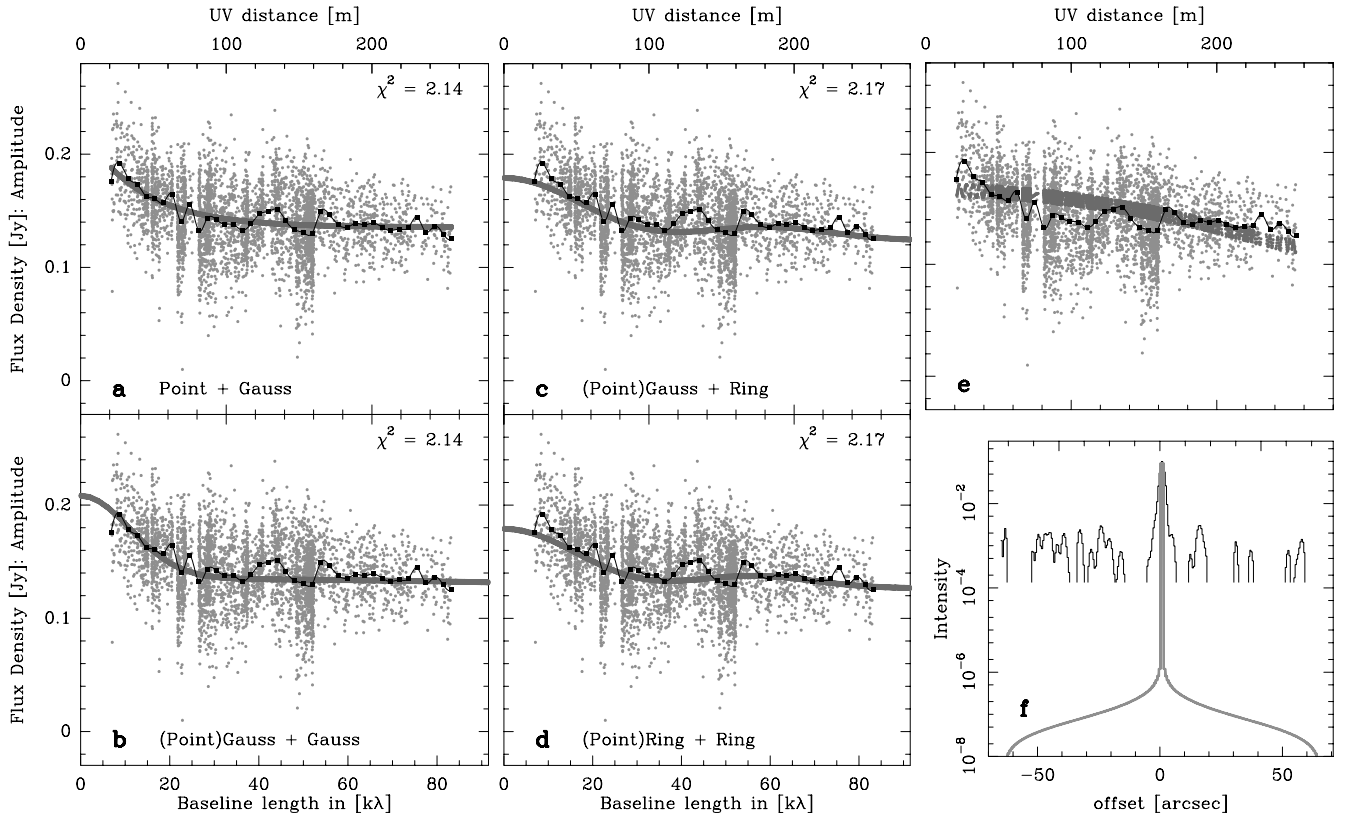 UV distance [m]
UV distance [m]
UV distance [m]
0 100 200
0 100 200
0 100 200
Flux Density [Jy]: Amplitude
0.2
0.1
0
χ² = 2.14
a Point + Gauss
χ² = 2.17
c (Point)Gauss + Ring
e
Flux Density [Jy]: Amplitude
0.2
0.1
0
χ² = 2.14
b (Point)Gauss + Gauss
0 20 40 60 80
Baseline length in [kλ]
χ² = 2.17
d (Point)Ring + Ring
0 20 40 60 80
Baseline length in [kλ]
Intensity
10⁻²
10⁻⁴
10⁻⁶
10⁻⁸
f
−50 0 50
offset [arcsec]